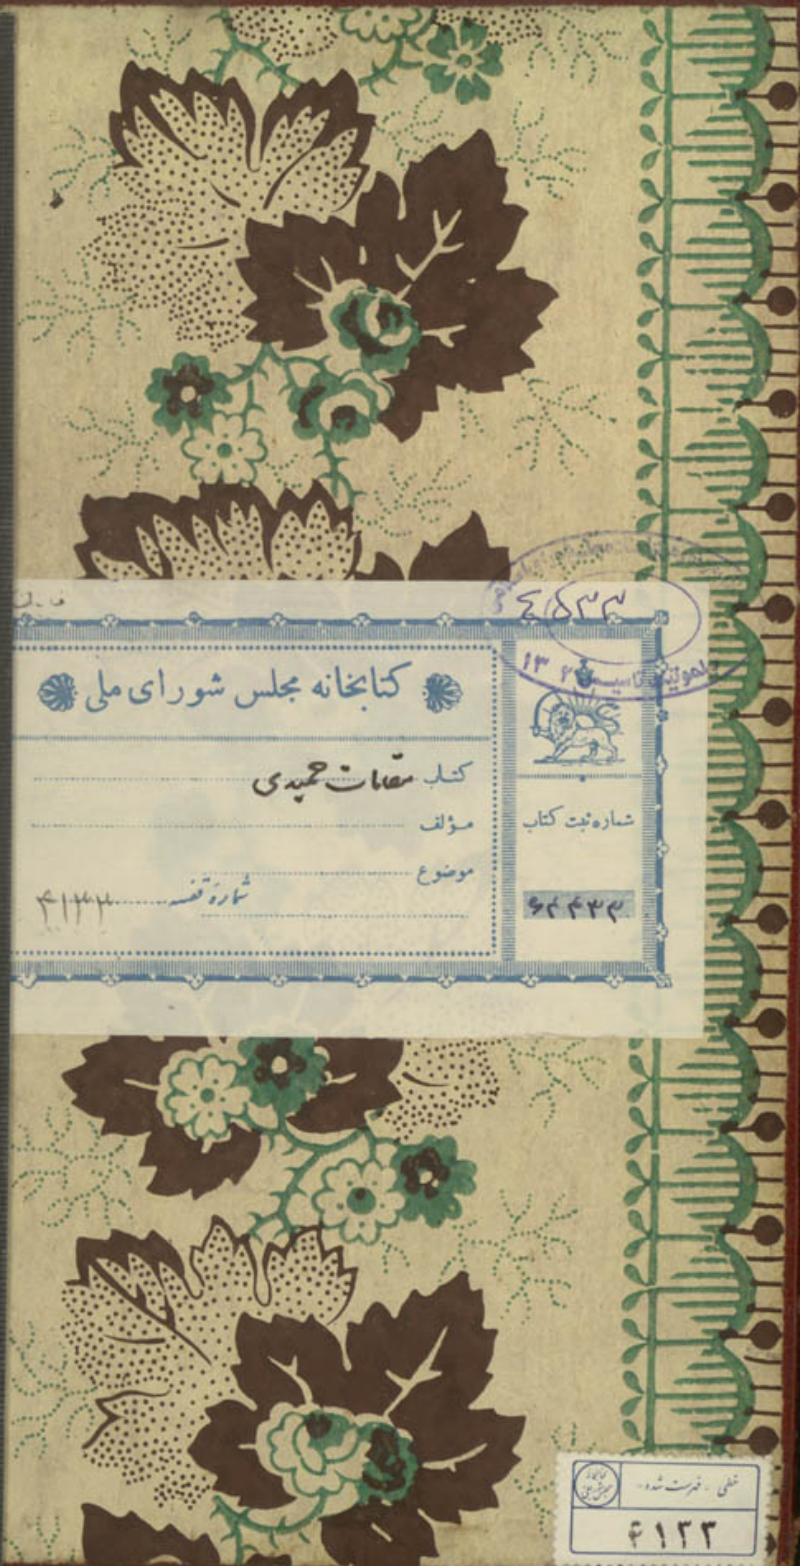 کتابخانه مجلس شورای ملی
کتاب مقامات حمیدی
مؤلف
موضوع
شماره قفسه ۴۱۳۳
شماره ثبت کتاب
۶۲۴۳۳
خطی - فهرست شده -
۴۱۳۳